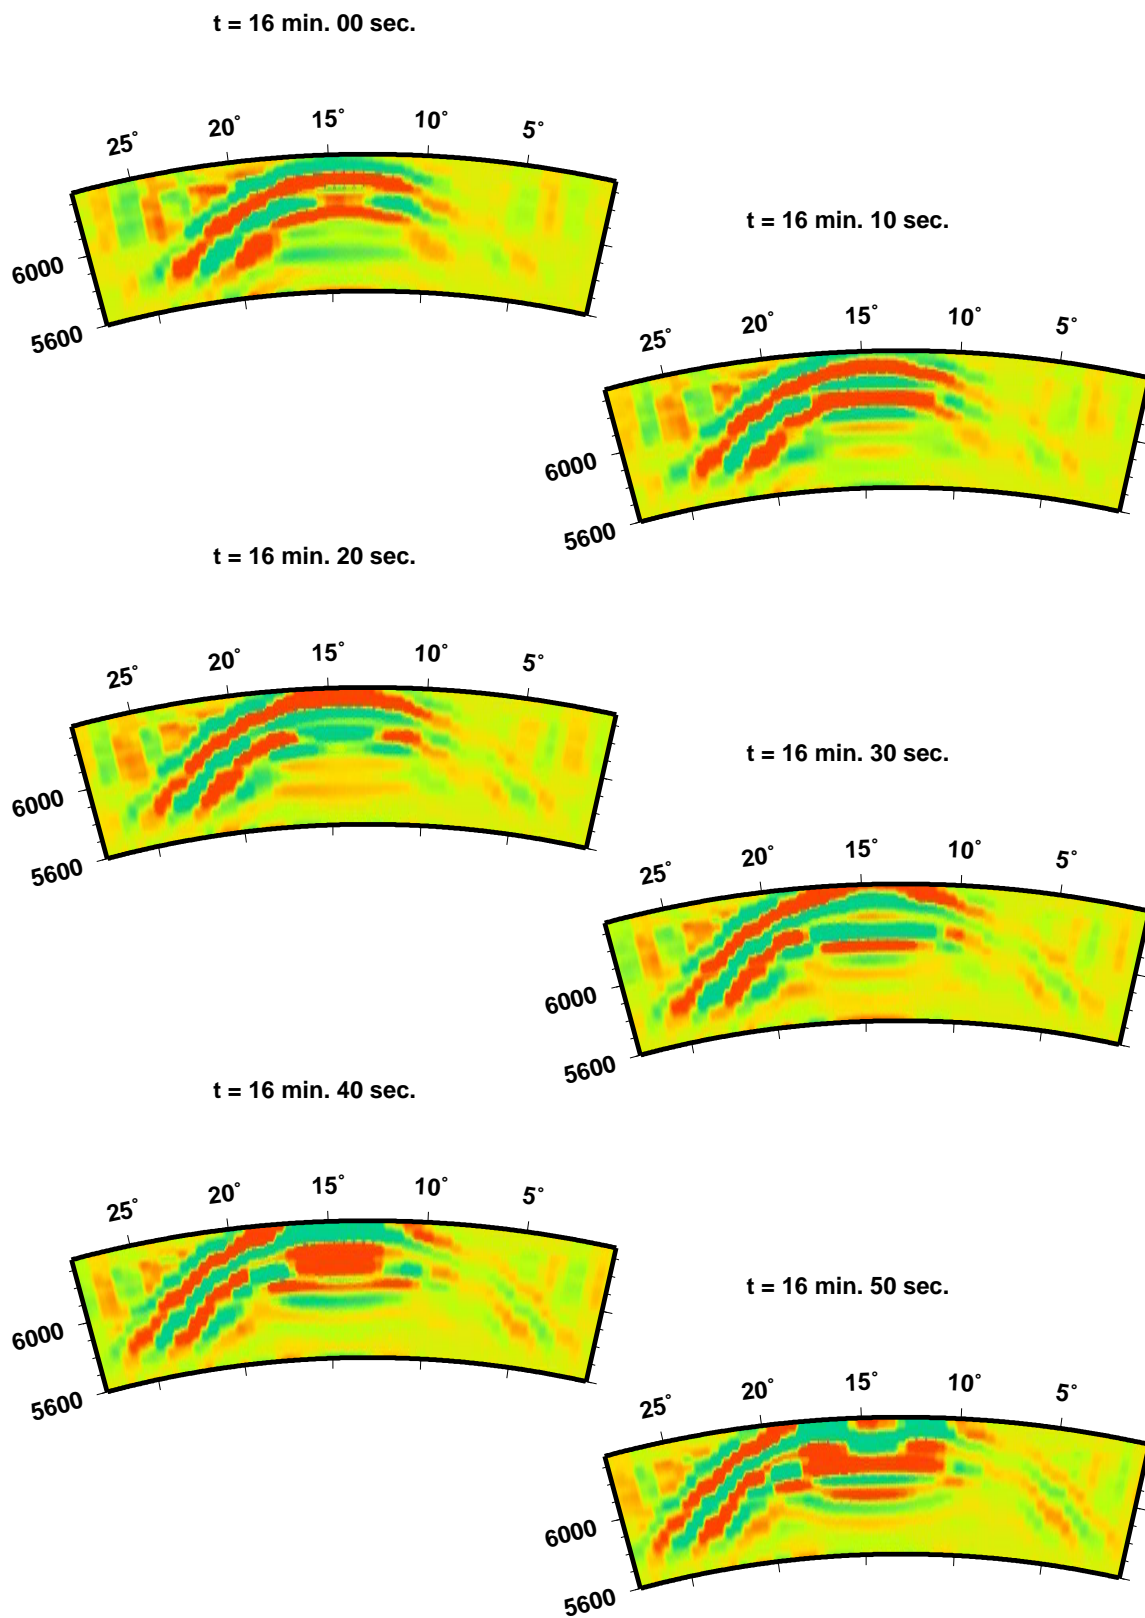 t = 16 min. 00 sec.
25° 20° 15° 10° 5°
6000
5600
t = 16 min. 10 sec.
25° 20° 15° 10° 5°
6000
5600
t = 16 min. 20 sec.
25° 20° 15° 10° 5°
6000
5600
t = 16 min. 30 sec.
25° 20° 15° 10° 5°
6000
5600
t = 16 min. 40 sec.
25° 20° 15° 10° 5°
6000
5600
t = 16 min. 50 sec.
25° 20° 15° 10° 5°
6000
5600